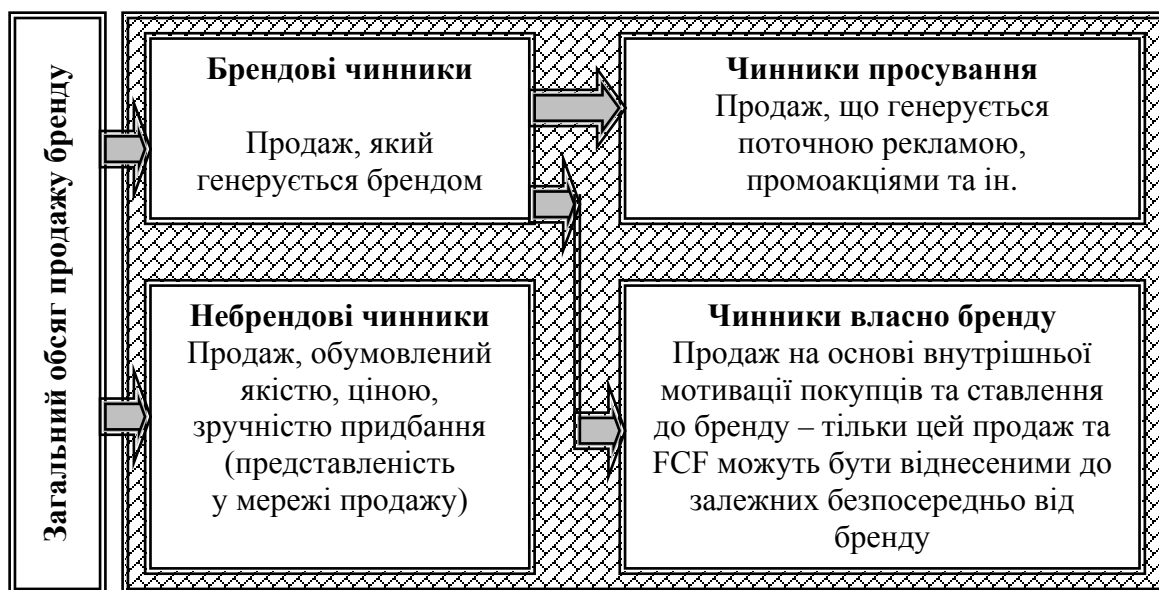 Загальний обсяг продажу бренду
Брендові чинники
Продаж, який
генерується брендом
Чинники просування
Продаж, що генерується
поточною рекламою,
промоакціями та ін.
Небрендові чинники
Продаж, обумовлений
якістю, ціною,
зручністю придбання
(представленість
у мережі продажу)
Чинники власно бренду
Продаж на основі внутрішньої
мотивації покупців та ставлення
до бренду – тільки цей продаж та
FCF можуть бути віднесеними до
залежних безпосередньо від
бренду